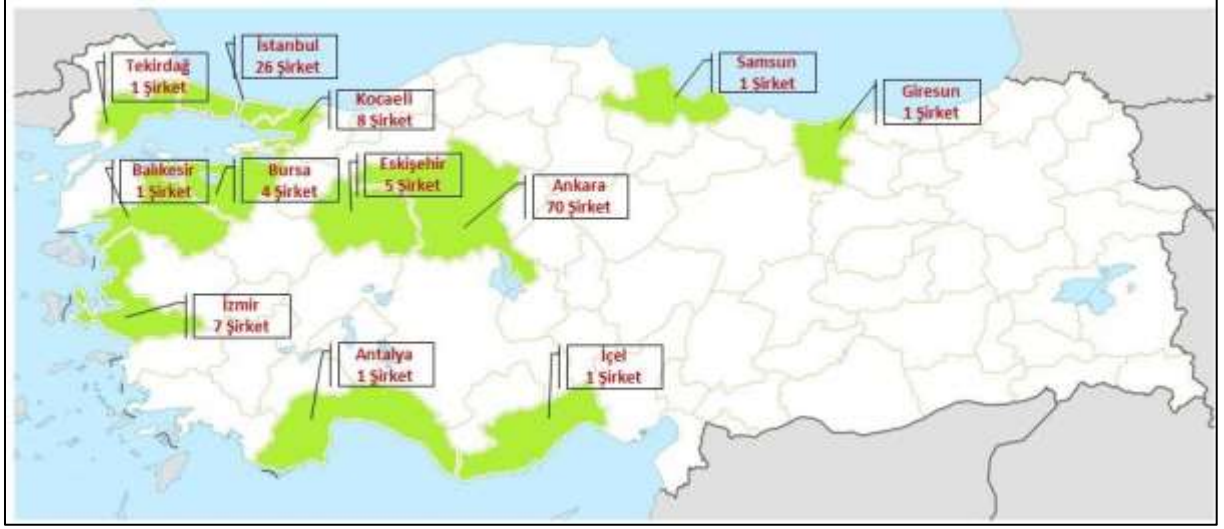 İstanbul
26 Şirket
Tekirdağ
1 Şirket
Kocaeli
8 Şirket
Samsun
1 Şirket
Giresun
1 Şirket
Balıkesir
1 Şirket
Bursa
4 Şirket
Eskişehir
5 Şirket
Ankara
70 Şirket
İzmir
7 Şirket
Antalya
1 Şirket
İçel
1 Şirket